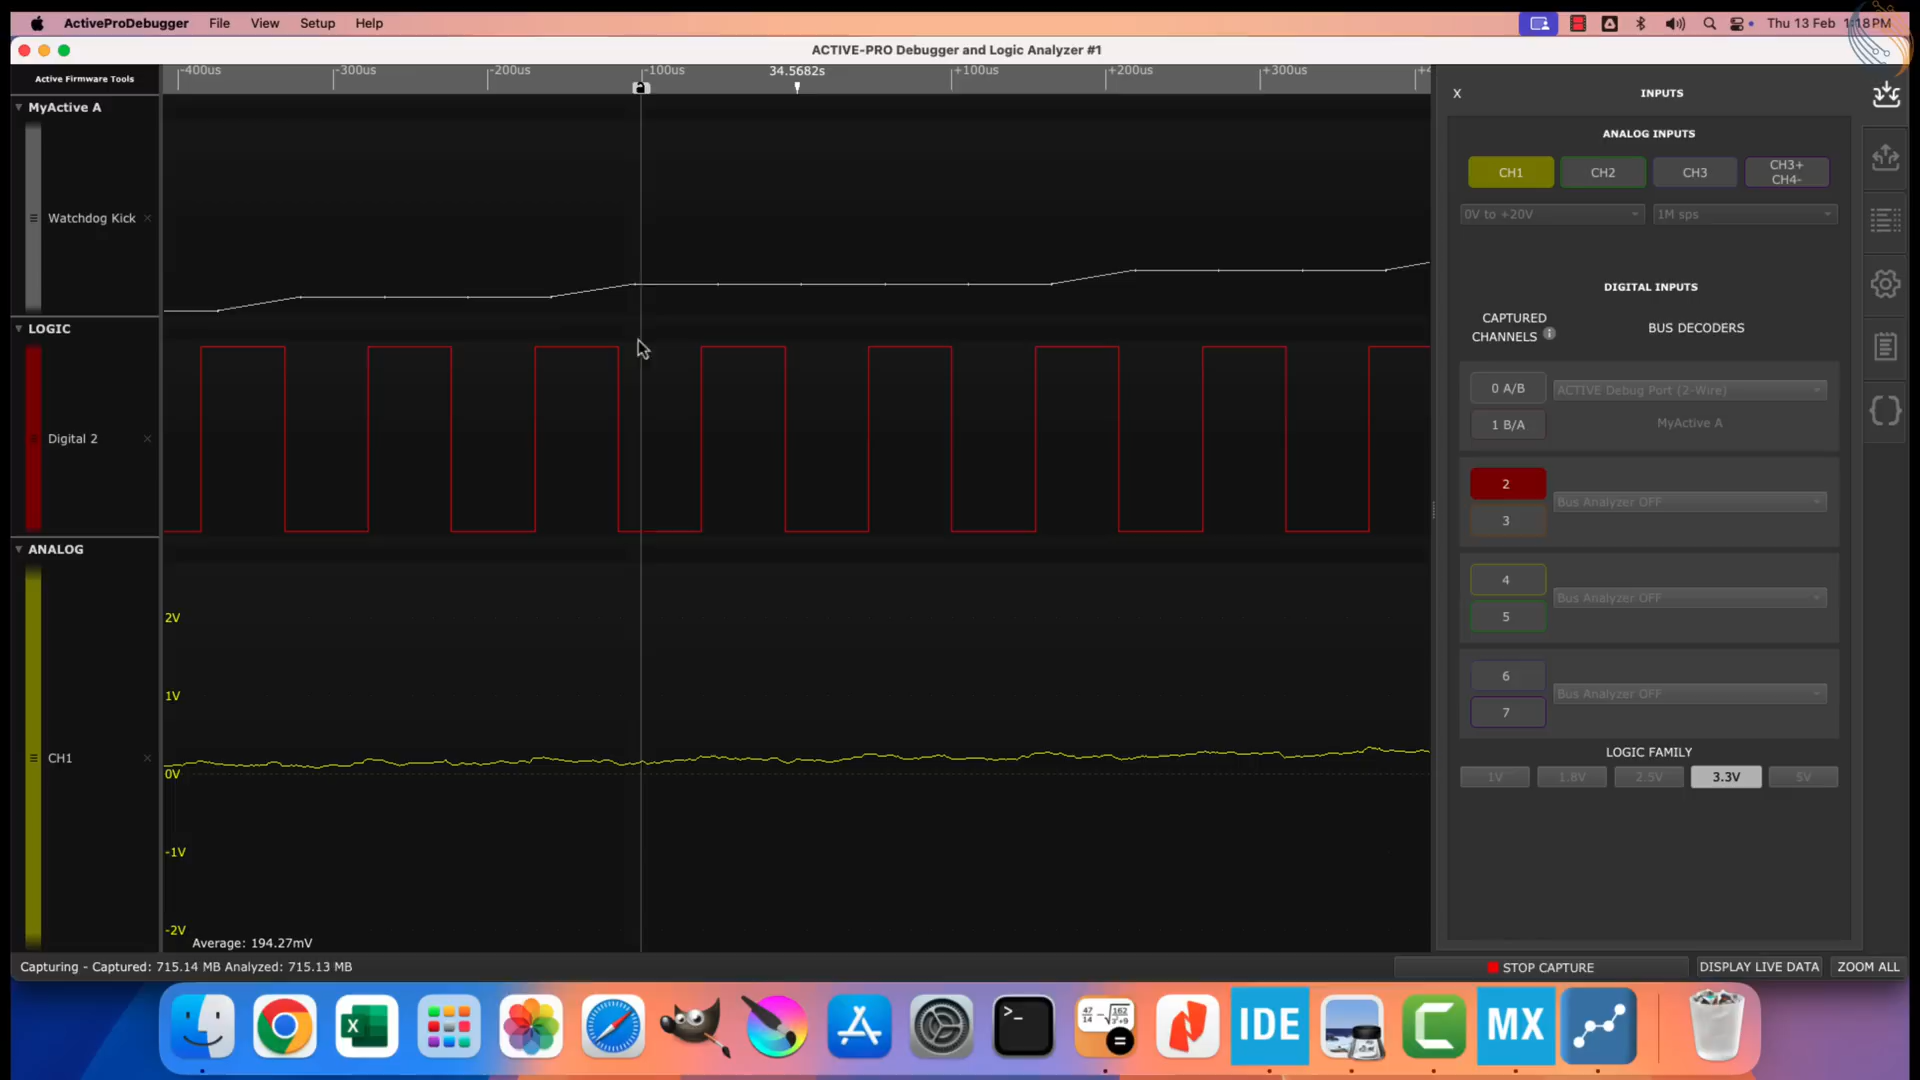 ActiveProDebugger File View Setup Help
Thu 13 Feb 1:18PM
ACTIVE-PRO Debugger and Logic Analyzer #1
Active Firmware Tools
-400us -300us -200us -100us 34.5682s +100us +200us +300us
MyActive A
Watchdog Kick ×
LOGIC
Digital 2 ×
ANALOG
CH1 ×
2V
1V
0V
-1V
-2V
Average: 194.27mV
X INPUTS
ANALOG INPUTS
CH1 CH2 CH3 CH3+
CH4-
0V to +20V 1M sps
DIGITAL INPUTS
CAPTURED
CHANNELS
BUS DECODERS
0 A/B ACTIVE Debug Port (2-Wire)
1 B/A MyActive A
2
Bus Analyzer OFF
3
4
Bus Analyzer OFF
5
6
Bus Analyzer OFF
7
LOGIC FAMILY
1V 1.8V 2.5V 3.3V 5V
Capturing - Captured: 715.14 MB Analyzed: 715.13 MB
STOP CAPTURE DISPLAY LIVE DATA ZOOM ALL
IDE
MX